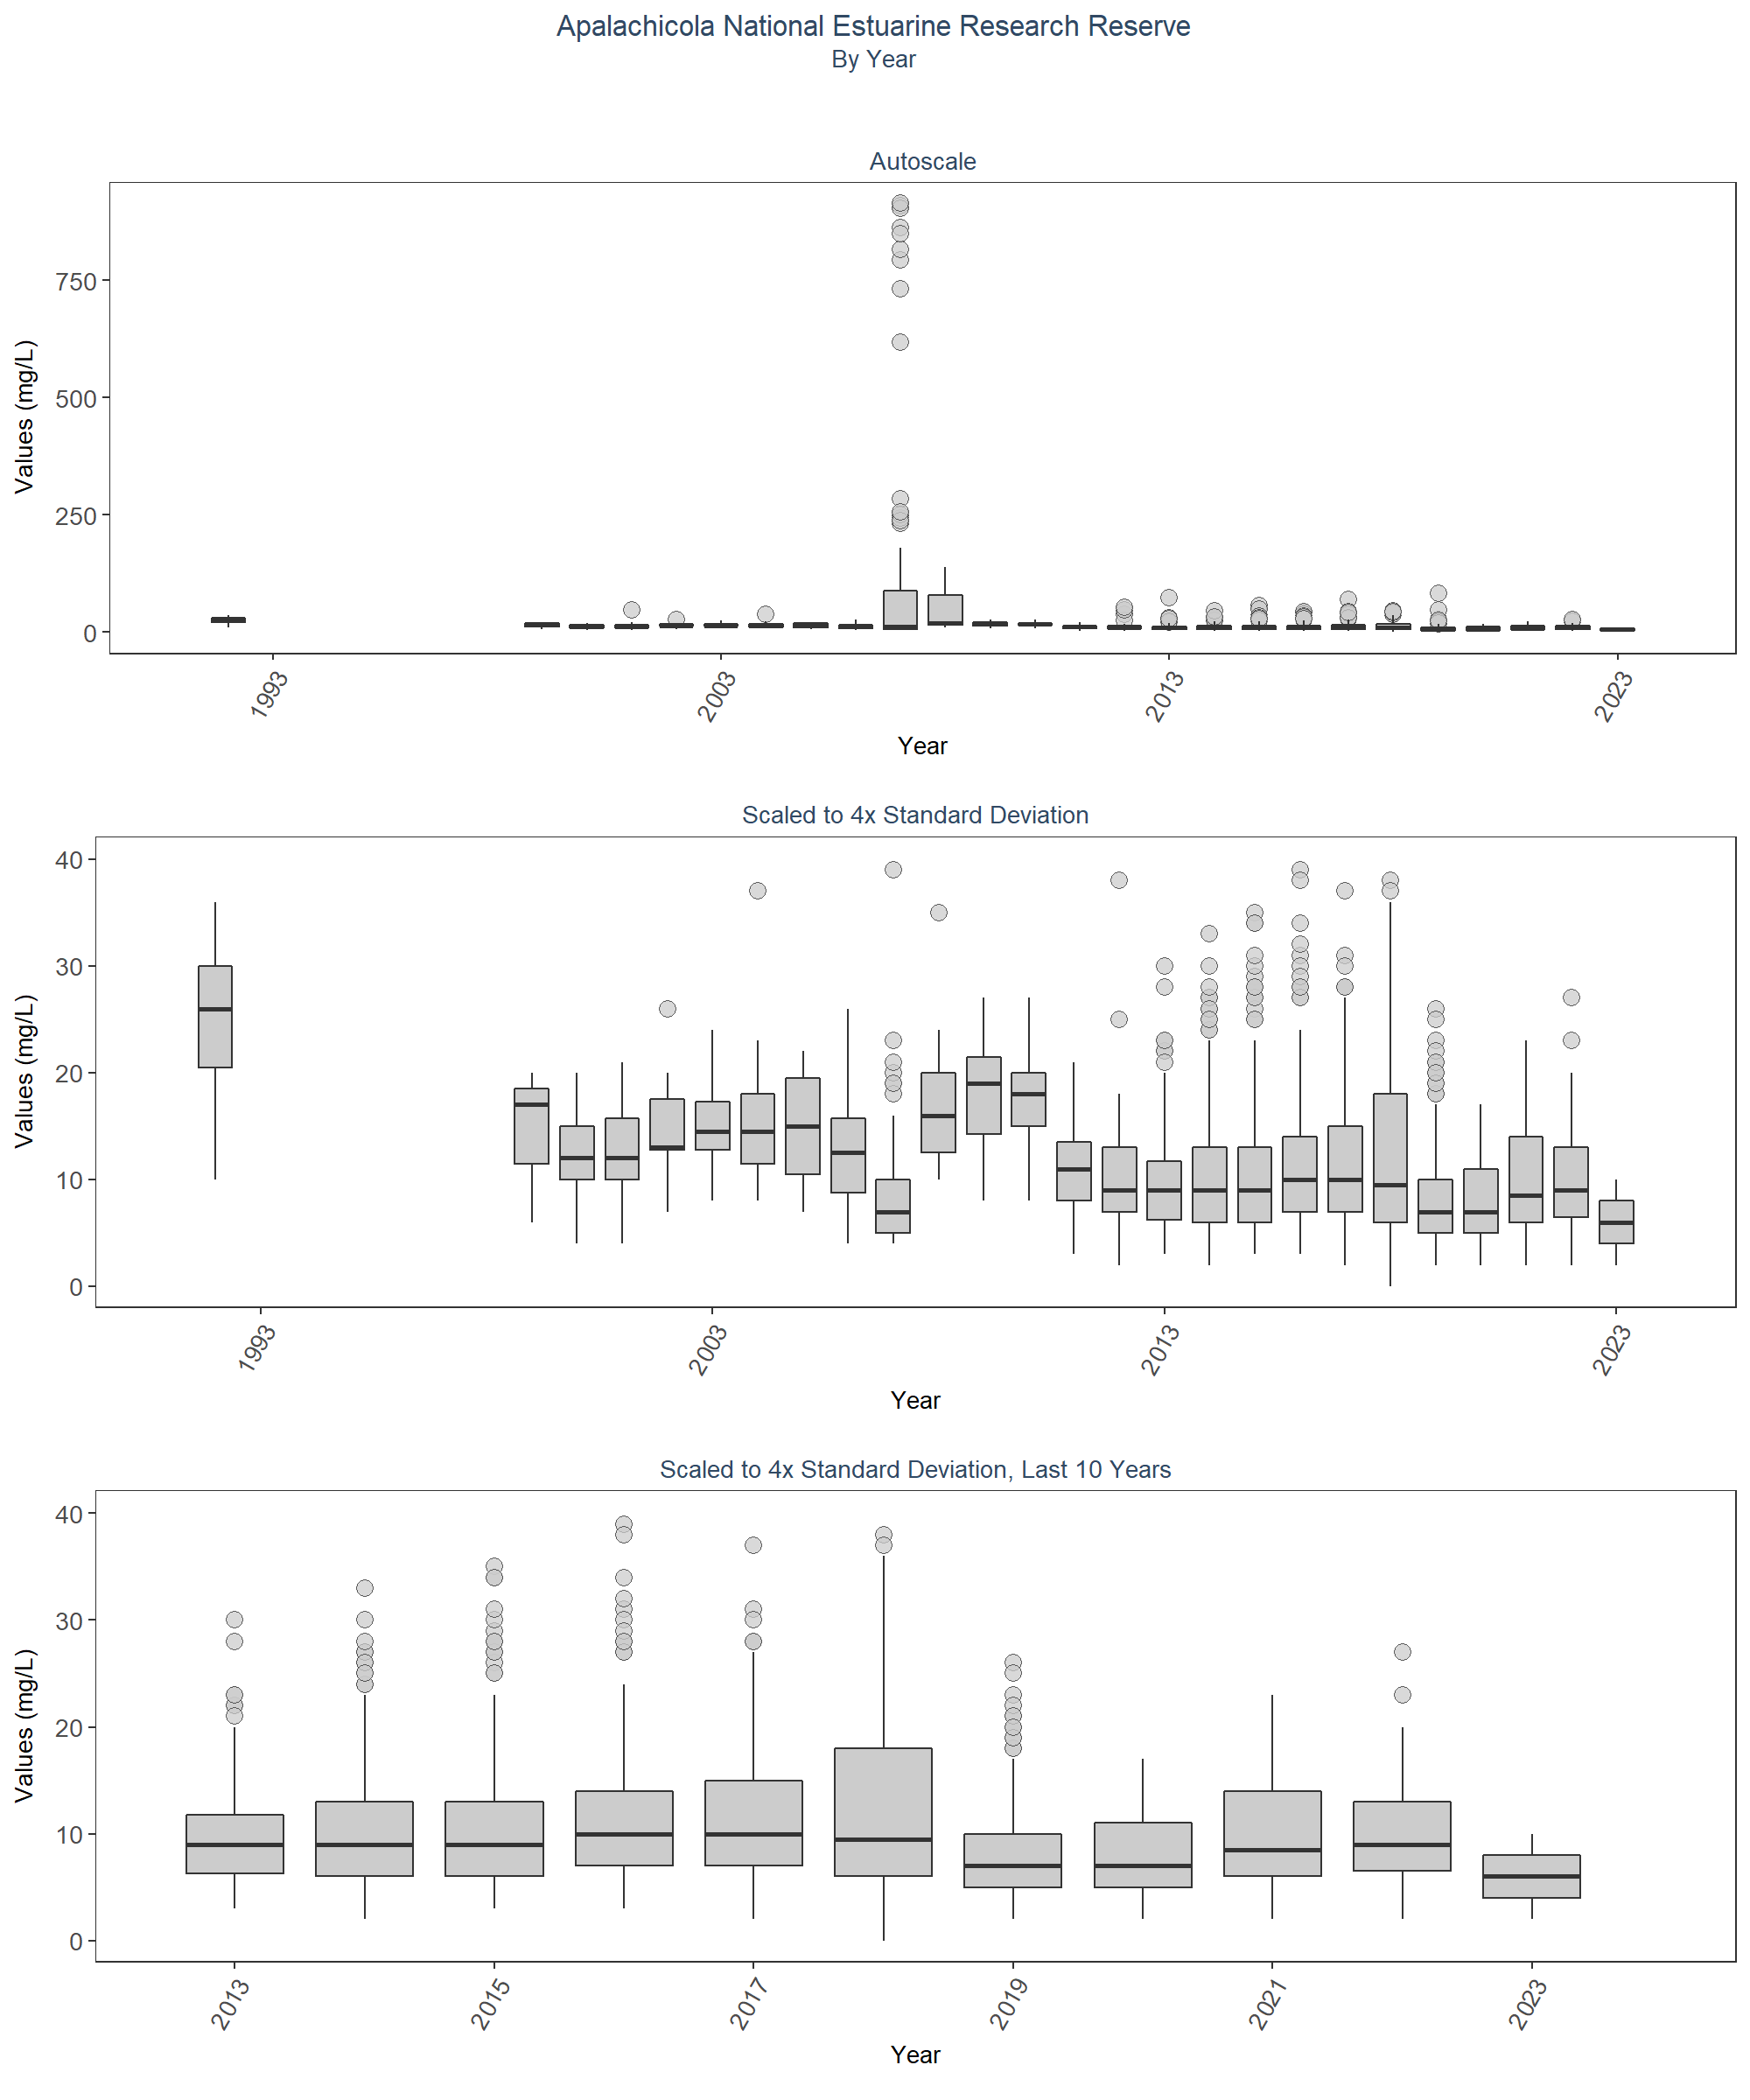 Apalachicola National Estuarine Research Reserve
By Year
Autoscale
Values (mg/L)
750
500
250
0
1993
2003
2013
2023
Year
Scaled to 4x Standard Deviation
Values (mg/L)
40
30
20
10
0
1993
2003
2013
2023
Year
Scaled to 4x Standard Deviation, Last 10 Years
Values (mg/L)
40
30
20
10
0
2013
2015
2017
2019
2021
2023
Year